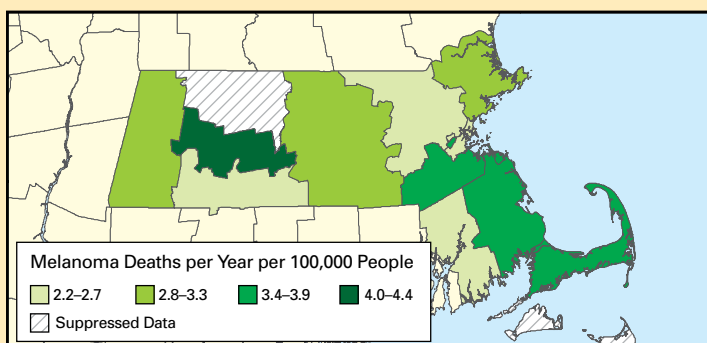 Melanoma Deaths per Year per 100,000 People
2.2–2.7 2.8–3.3 3.4–3.9 4.0–4.4
Suppressed Data